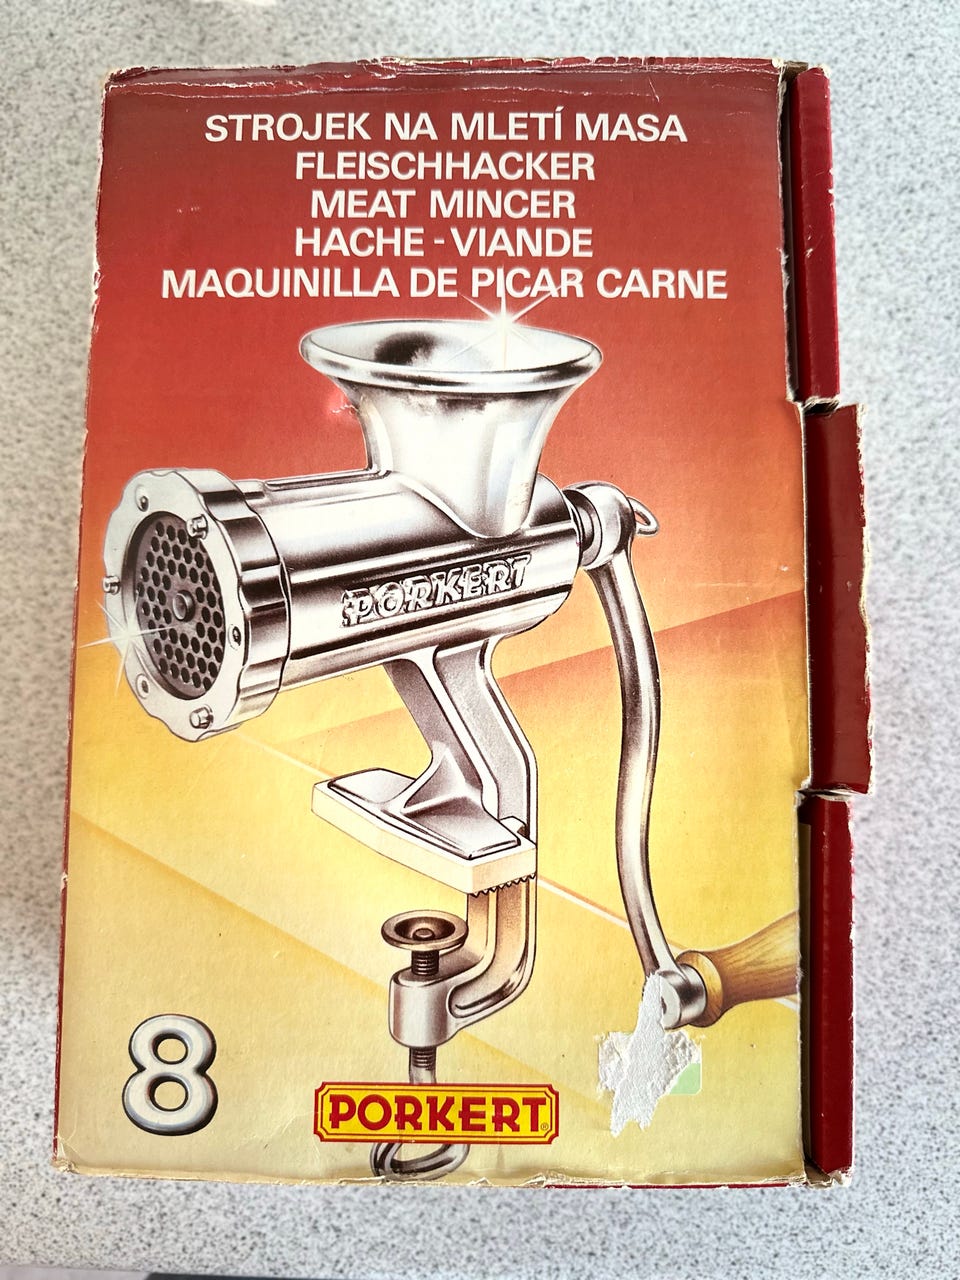 STROJEK NA MLETÍ MASA
FLEISCHHACKER
MEAT MINCER
HACHE - VIANDE
MAQUINILLA DE PICAR CARNE
PORKERT
8
PORKERT®